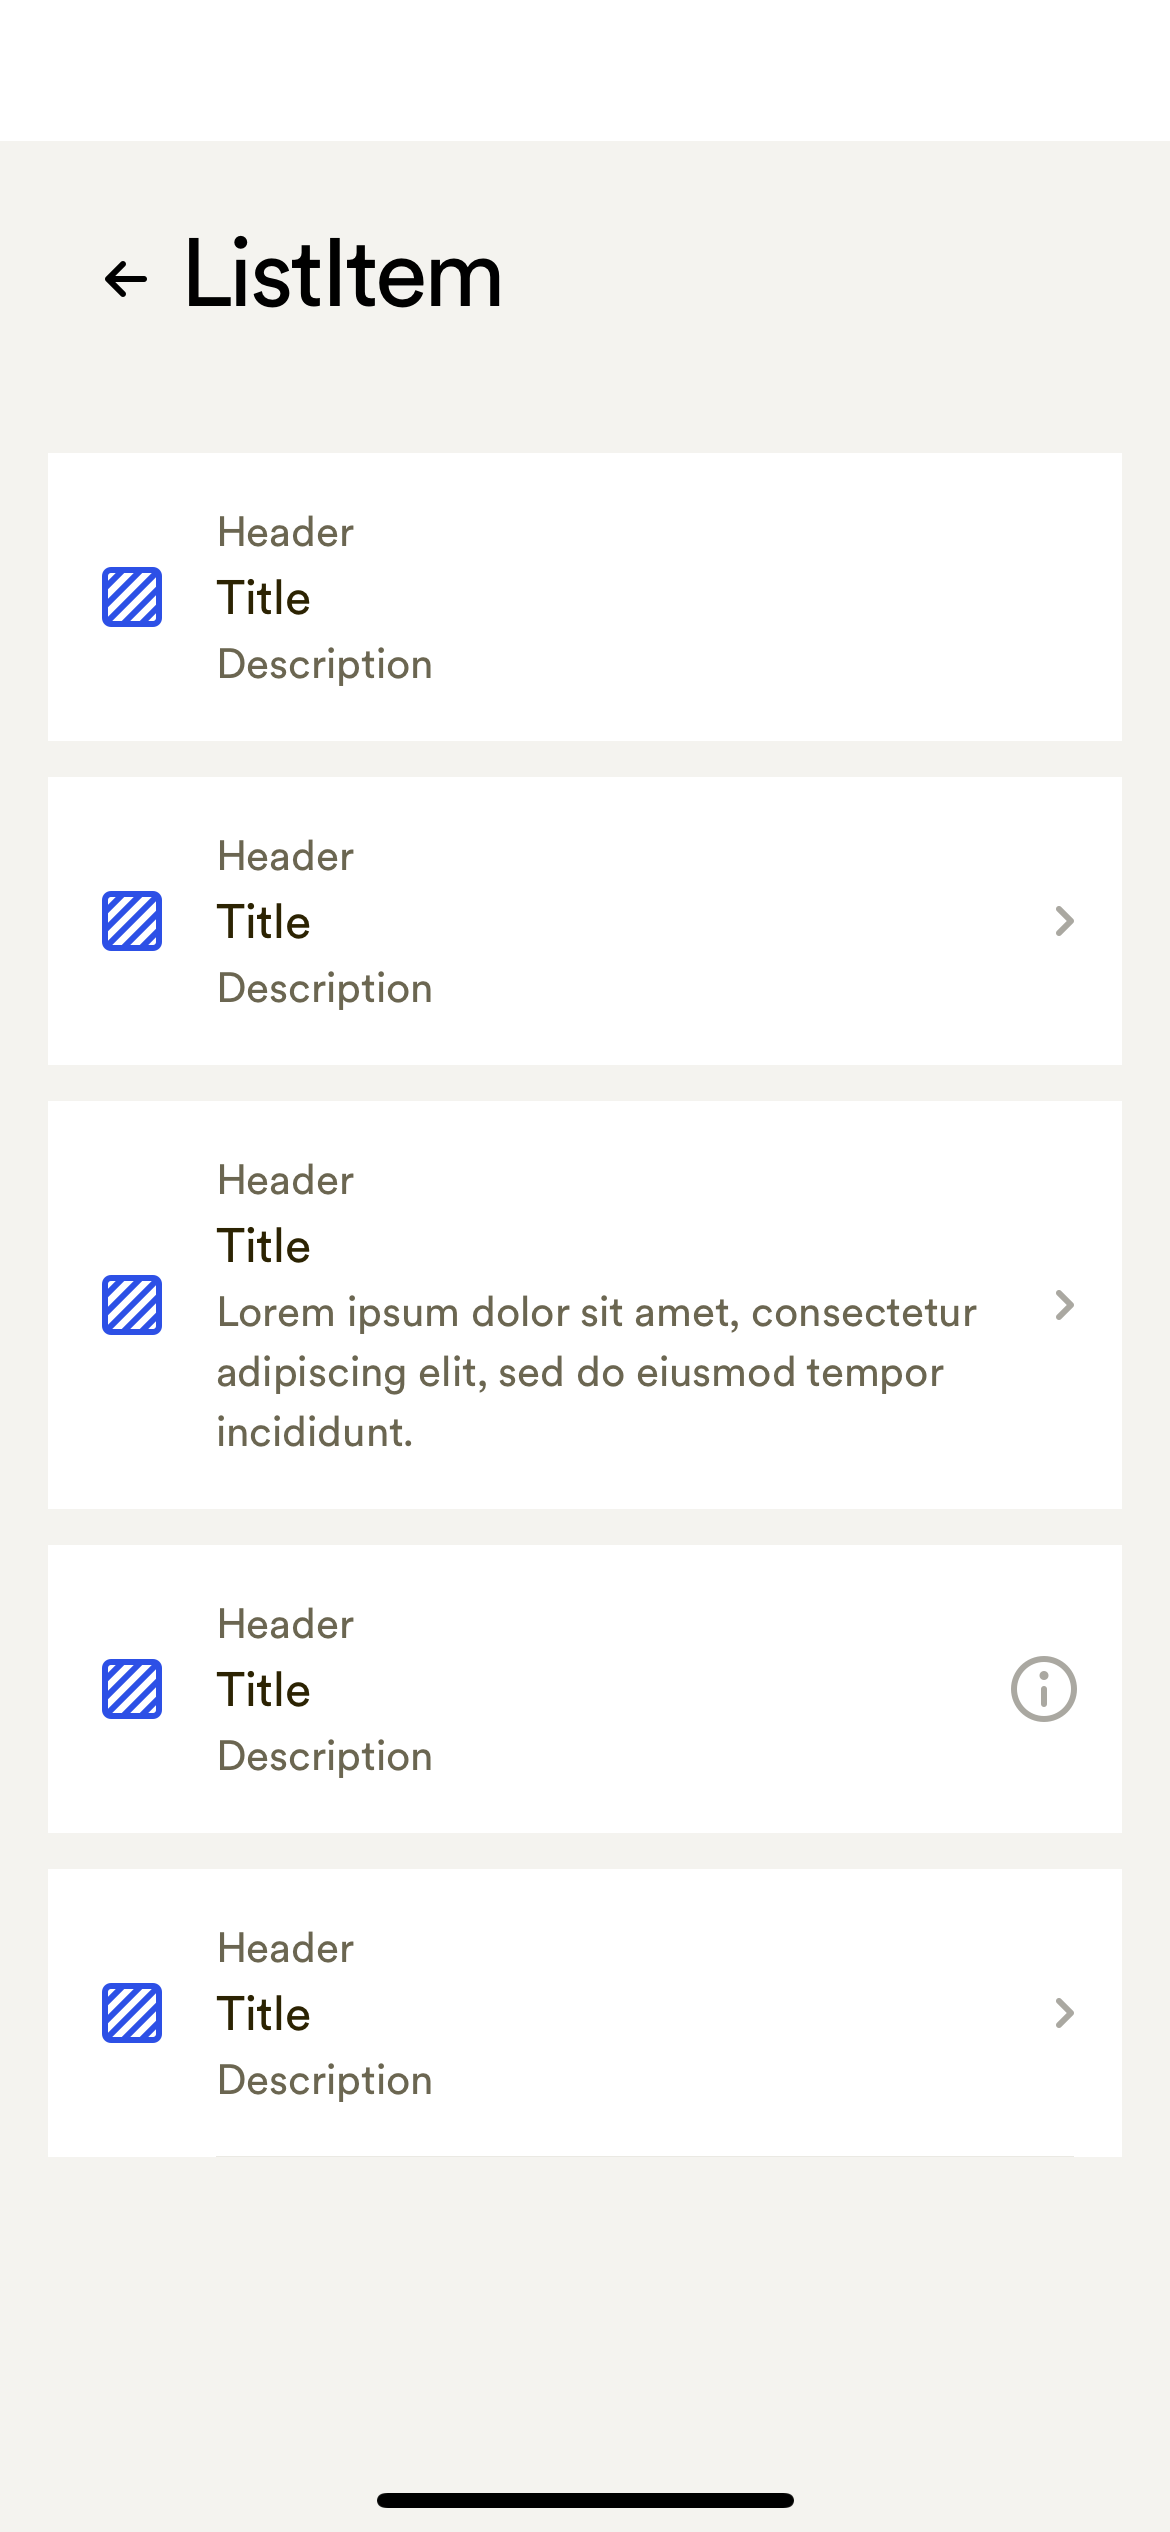 ListItem
Header
Title
Description
Header
Title
Description
Header
Title
Lorem ipsum dolor sit amet, consectetur
adipiscing elit, sed do eiusmod tempor
incididunt.
Header
Title
Description
Header
Title
Description